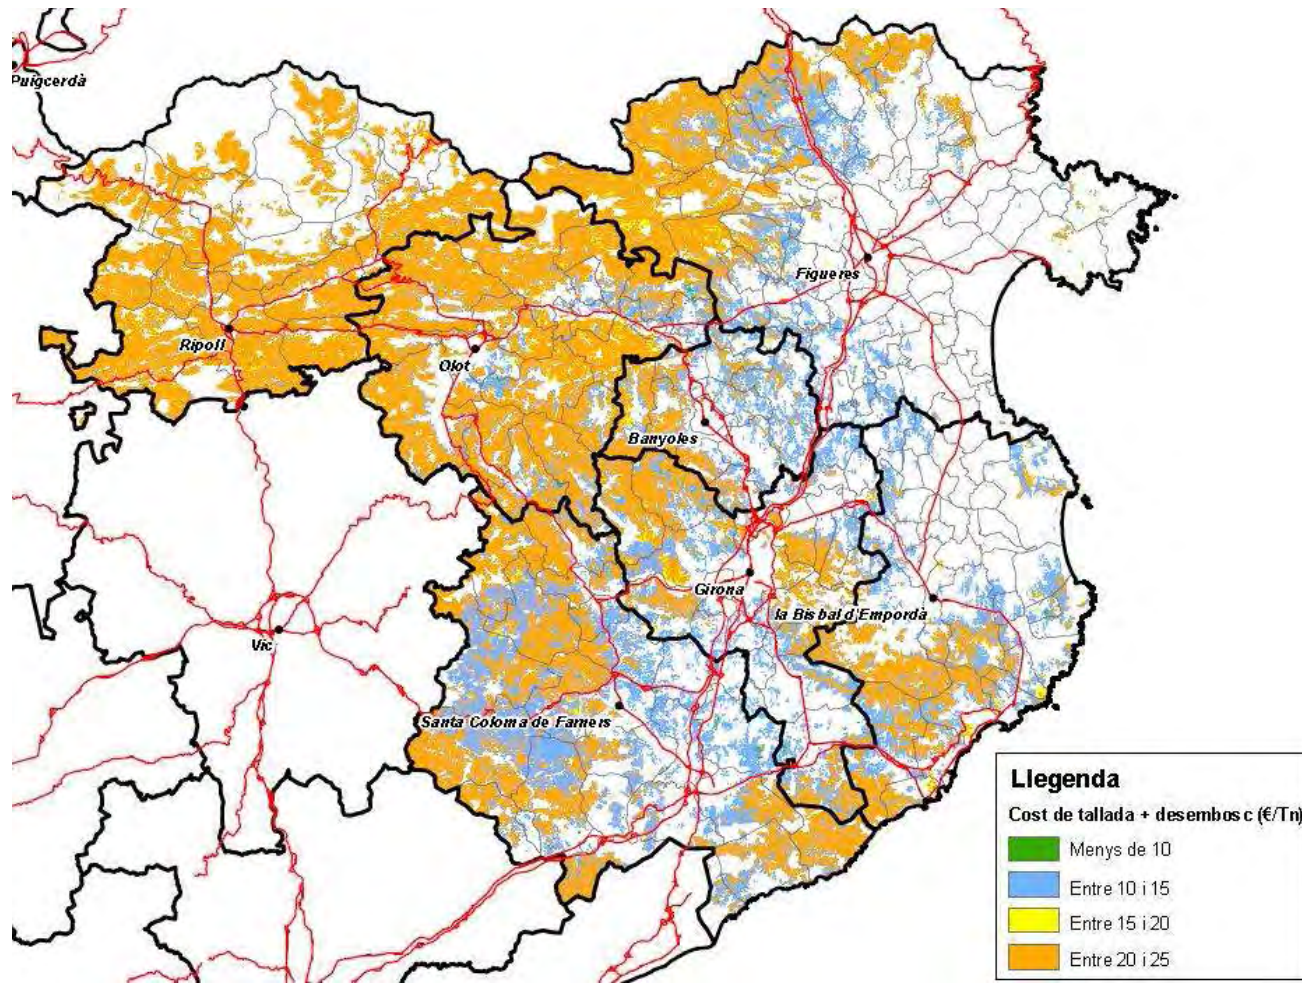 Puigcerdà
Figueres
Ripoll
Olot
Banyoles
Girona
la Bisbal d'Empordà
Vic
Santa Coloma de Farners
Llegenda
Cost de tallada + desembosc (€/Tn)
Menys de 10
Entre 10 i 15
Entre 15 i 20
Entre 20 i 25